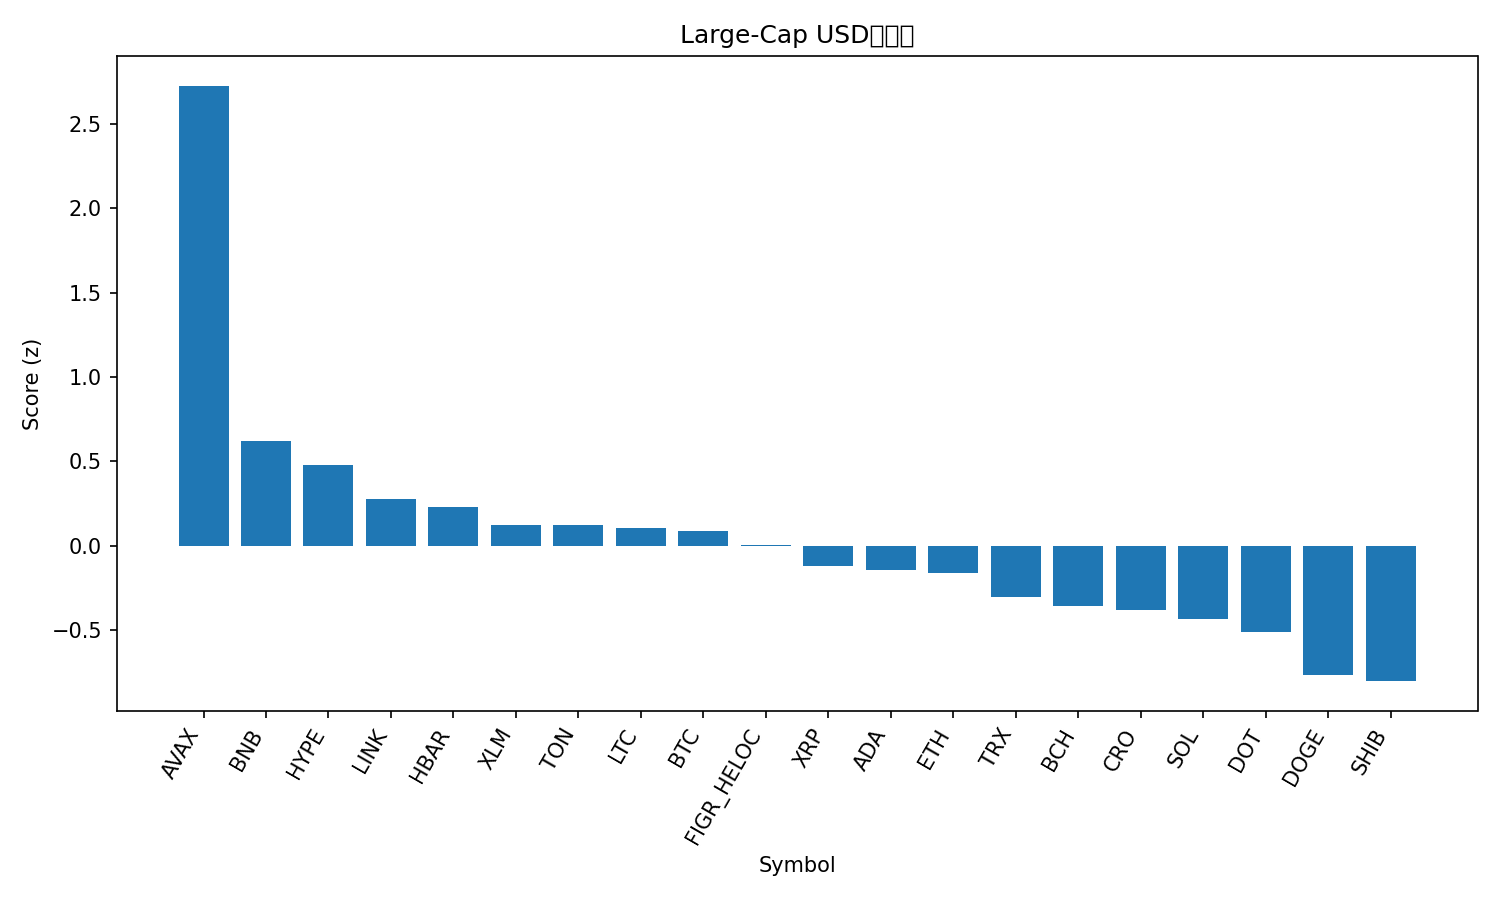 Large-Cap USD
2.5
2.0
1.5
1.0
0.5
0.0
−0.5
Score (z)
AVAX
BNB
HYPE
LINK
HBAR
XLM
TON
LTC
BTC
FIGR_HELOC
XRP
ADA
ETH
TRX
BCH
CRO
SOL
DOT
DOGE
SHIB
Symbol